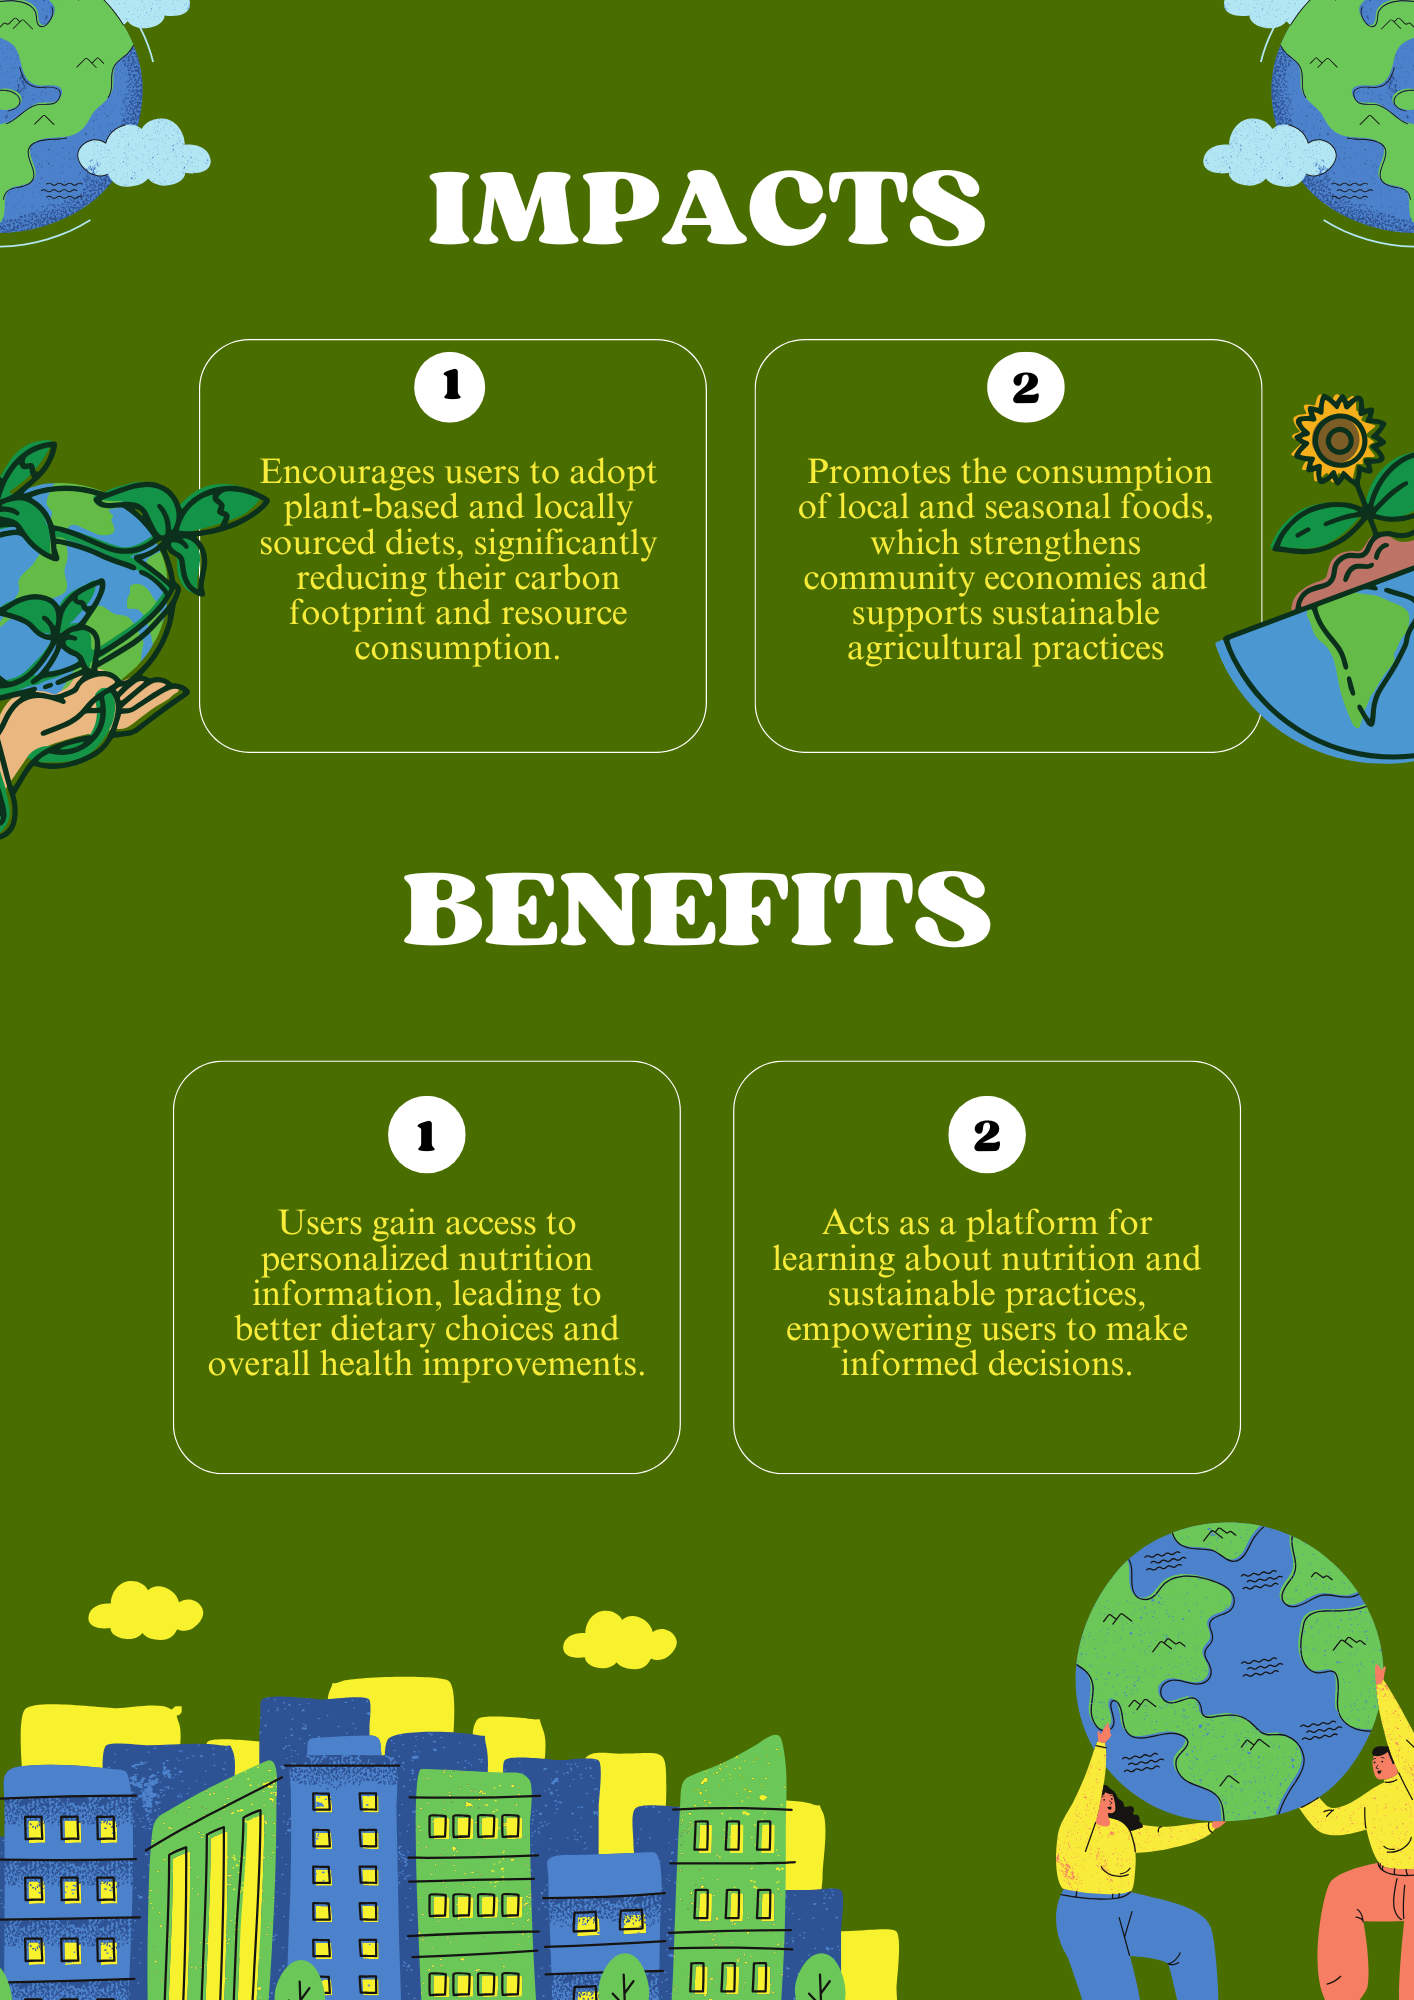 IMPACTS
1
Encourages users to adopt
plant-based and locally
sourced diets, significantly
reducing their carbon
footprint and resource
consumption.
2
Promotes the consumption
of local and seasonal foods,
which strengthens
community economies and
supports sustainable
agricultural practices
BENEFITS
1
Users gain access to
personalized nutrition
information, leading to
better dietary choices and
overall health improvements.
2
Acts as a platform for
learning about nutrition and
sustainable practices,
empowering users to make
informed decisions.